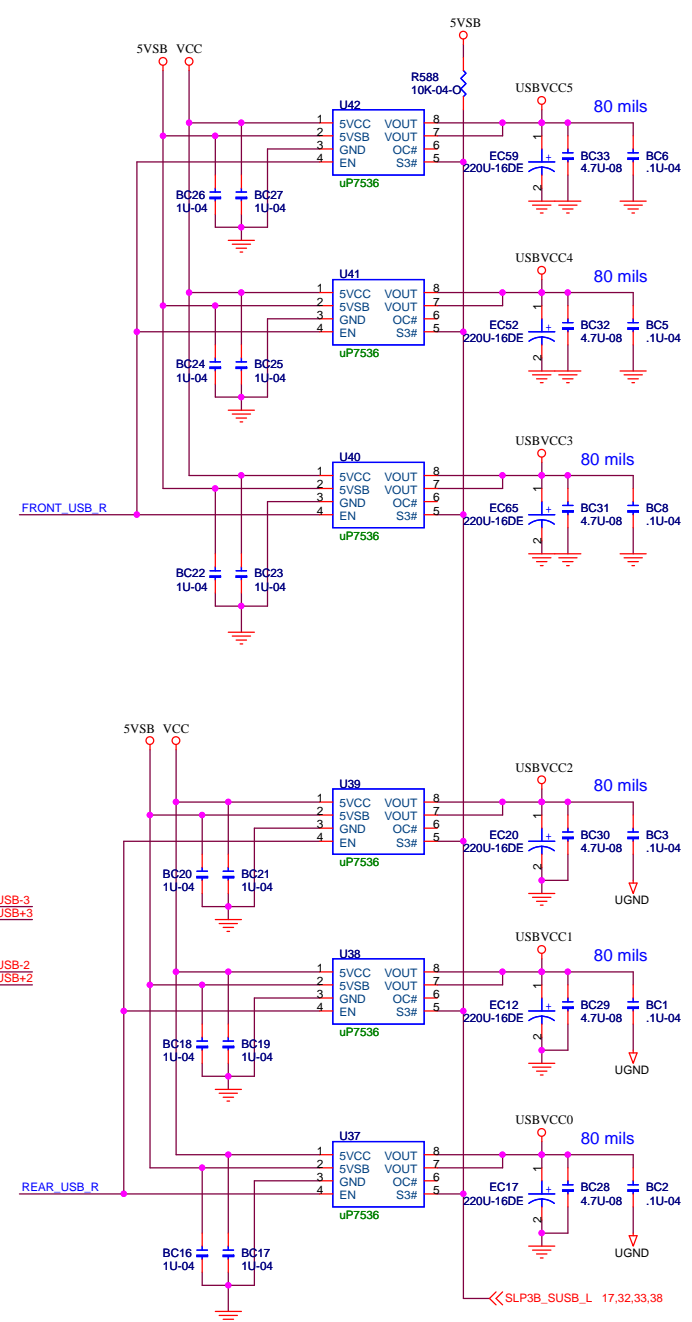 5VSB
5VSB VCC
R588
10K-04-O
USBVCC5
80 mils
U42
1 5VCC VOUT 8
2 5VSB VOUT 7
3 GND OC# 6
4 EN S3# 5
uP7536
BC26
1U-04
BC27
1U-04
1
+
2
EC59
220U-16DE
BC33
4.7U-08
BC6
.1U-04
USBVCC4
80 mils
U41
1 5VCC VOUT 8
2 5VSB VOUT 7
3 GND OC# 6
4 EN S3# 5
uP7536
BC24
1U-04
BC25
1U-04
1
+
2
EC52
220U-16DE
BC32
4.7U-08
BC5
.1U-04
USBVCC3
80 mils
U40
1 5VCC VOUT 8
2 5VSB VOUT 7
3 GND OC# 6
4 EN S3# 5
uP7536
FRONT_USB_R
BC22
1U-04
BC23
1U-04
1
+
2
EC65
220U-16DE
BC31
4.7U-08
BC8
.1U-04
5VSB VCC
USBVCC2
80 mils
U39
1 5VCC VOUT 8
2 5VSB VOUT 7
3 GND OC# 6
4 EN S3# 5
uP7536
BC20
1U-04
BC21
1U-04
1
+
2
EC20
220U-16DE
BC30
4.7U-08
BC3
.1U-04
UGND
USB-3
USB+3
USBVCC1
80 mils
USB-2
USB+2
U38
1 5VCC VOUT 8
2 5VSB VOUT 7
3 GND OC# 6
4 EN S3# 5
uP7536
BC18
1U-04
BC19
1U-04
1
+
2
EC12
220U-16DE
BC29
4.7U-08
BC1
.1U-04
UGND
USBVCC0
80 mils
U37
1 5VCC VOUT 8
2 5VSB VOUT 7
3 GND OC# 6
4 EN S3# 5
uP7536
REAR_USB_R
BC16
1U-04
BC17
1U-04
1
+
2
EC17
220U-16DE
BC28
4.7U-08
BC2
.1U-04
UGND
SLP3B_SUSB_L 17,32,33,38